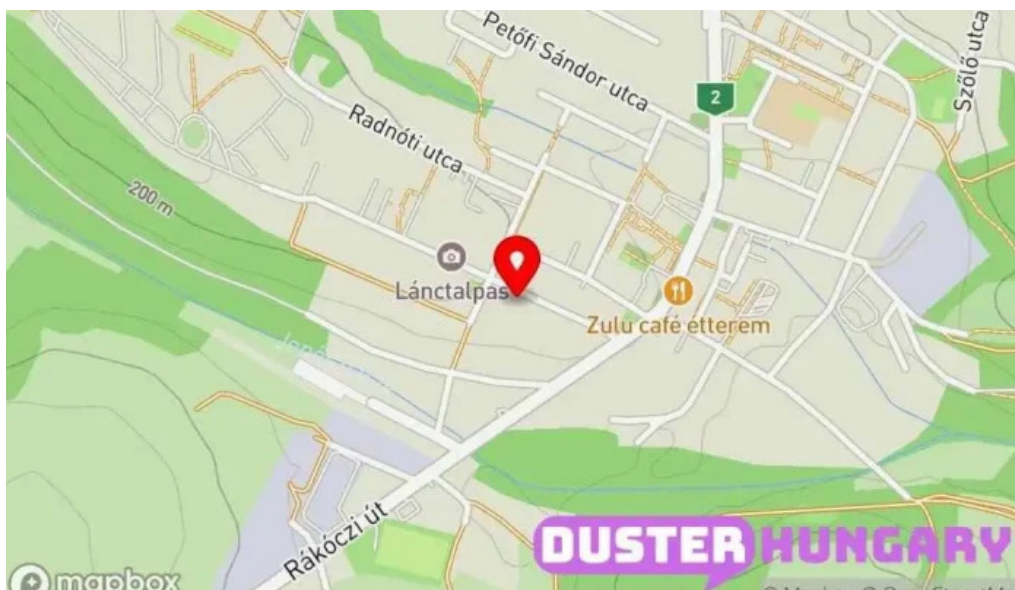 Petőfi Sándor utca
2
Szőlő utca
Radnóti utca
200 m
Lánctalpas
Zulu café étterem
Rákóczi út
DUSTER HUNGARY
mapbox